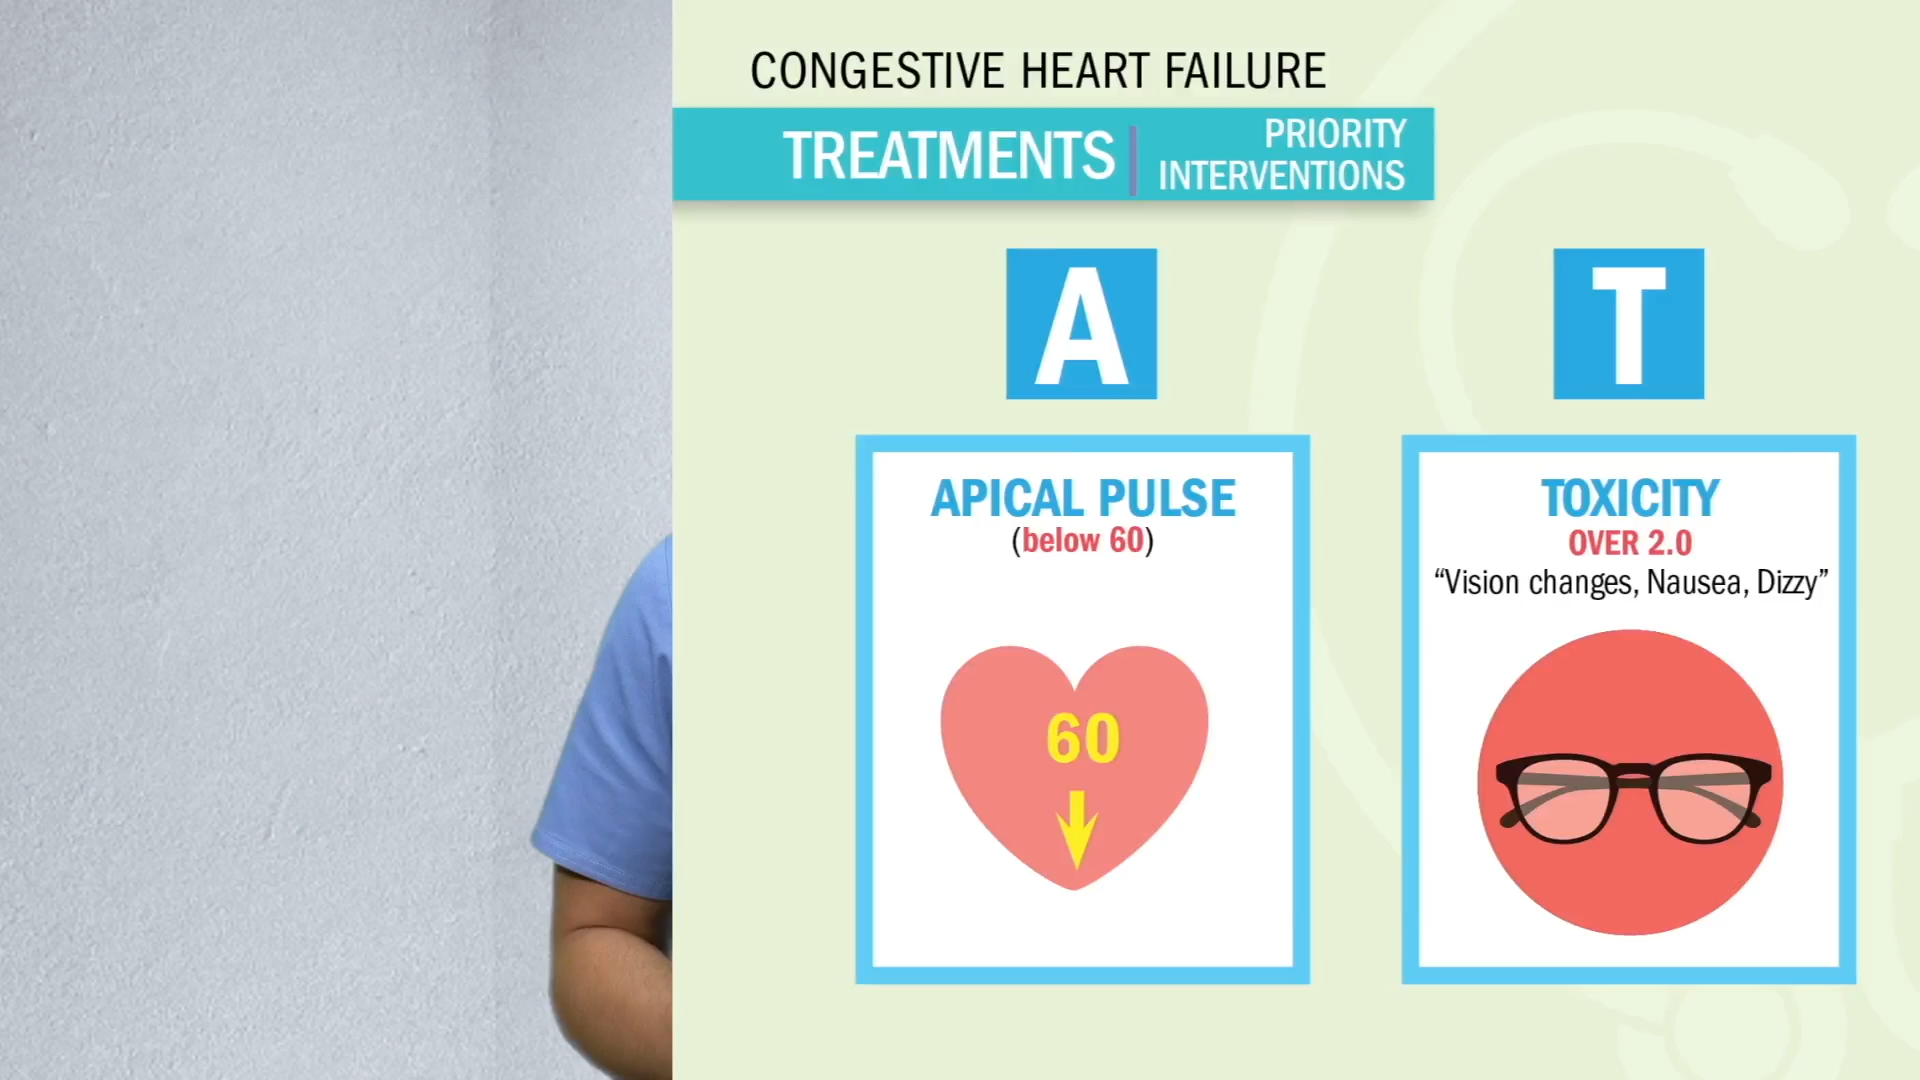 CONGESTIVE HEART FAILURE
TREATMENTS
PRIORITY
INTERVENTIONS
A
APICAL PULSE
(below 60)
60
T
TOXICITY
OVER 2.0
“Vision changes, Nausea, Dizzy”